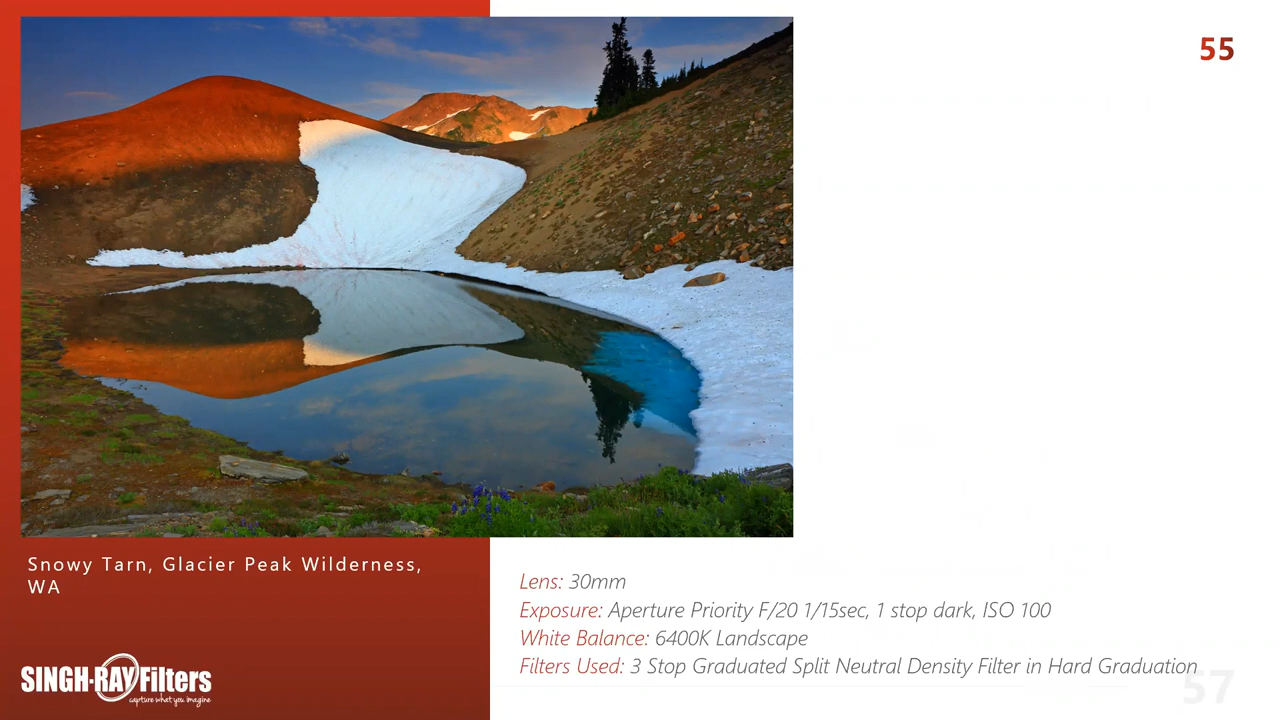 55
Snowy Tarn, Glacier Peak Wilderness,
WA
Lens: 30mm
Exposure: Aperture Priority F/20 1/15sec, 1 stop dark, ISO 100
White Balance: 6400K Landscape
Filters Used: 3 Stop Graduated Split Neutral Density Filter in Hard Graduation
57
SINGH-RAY Filters
capture what you imagine